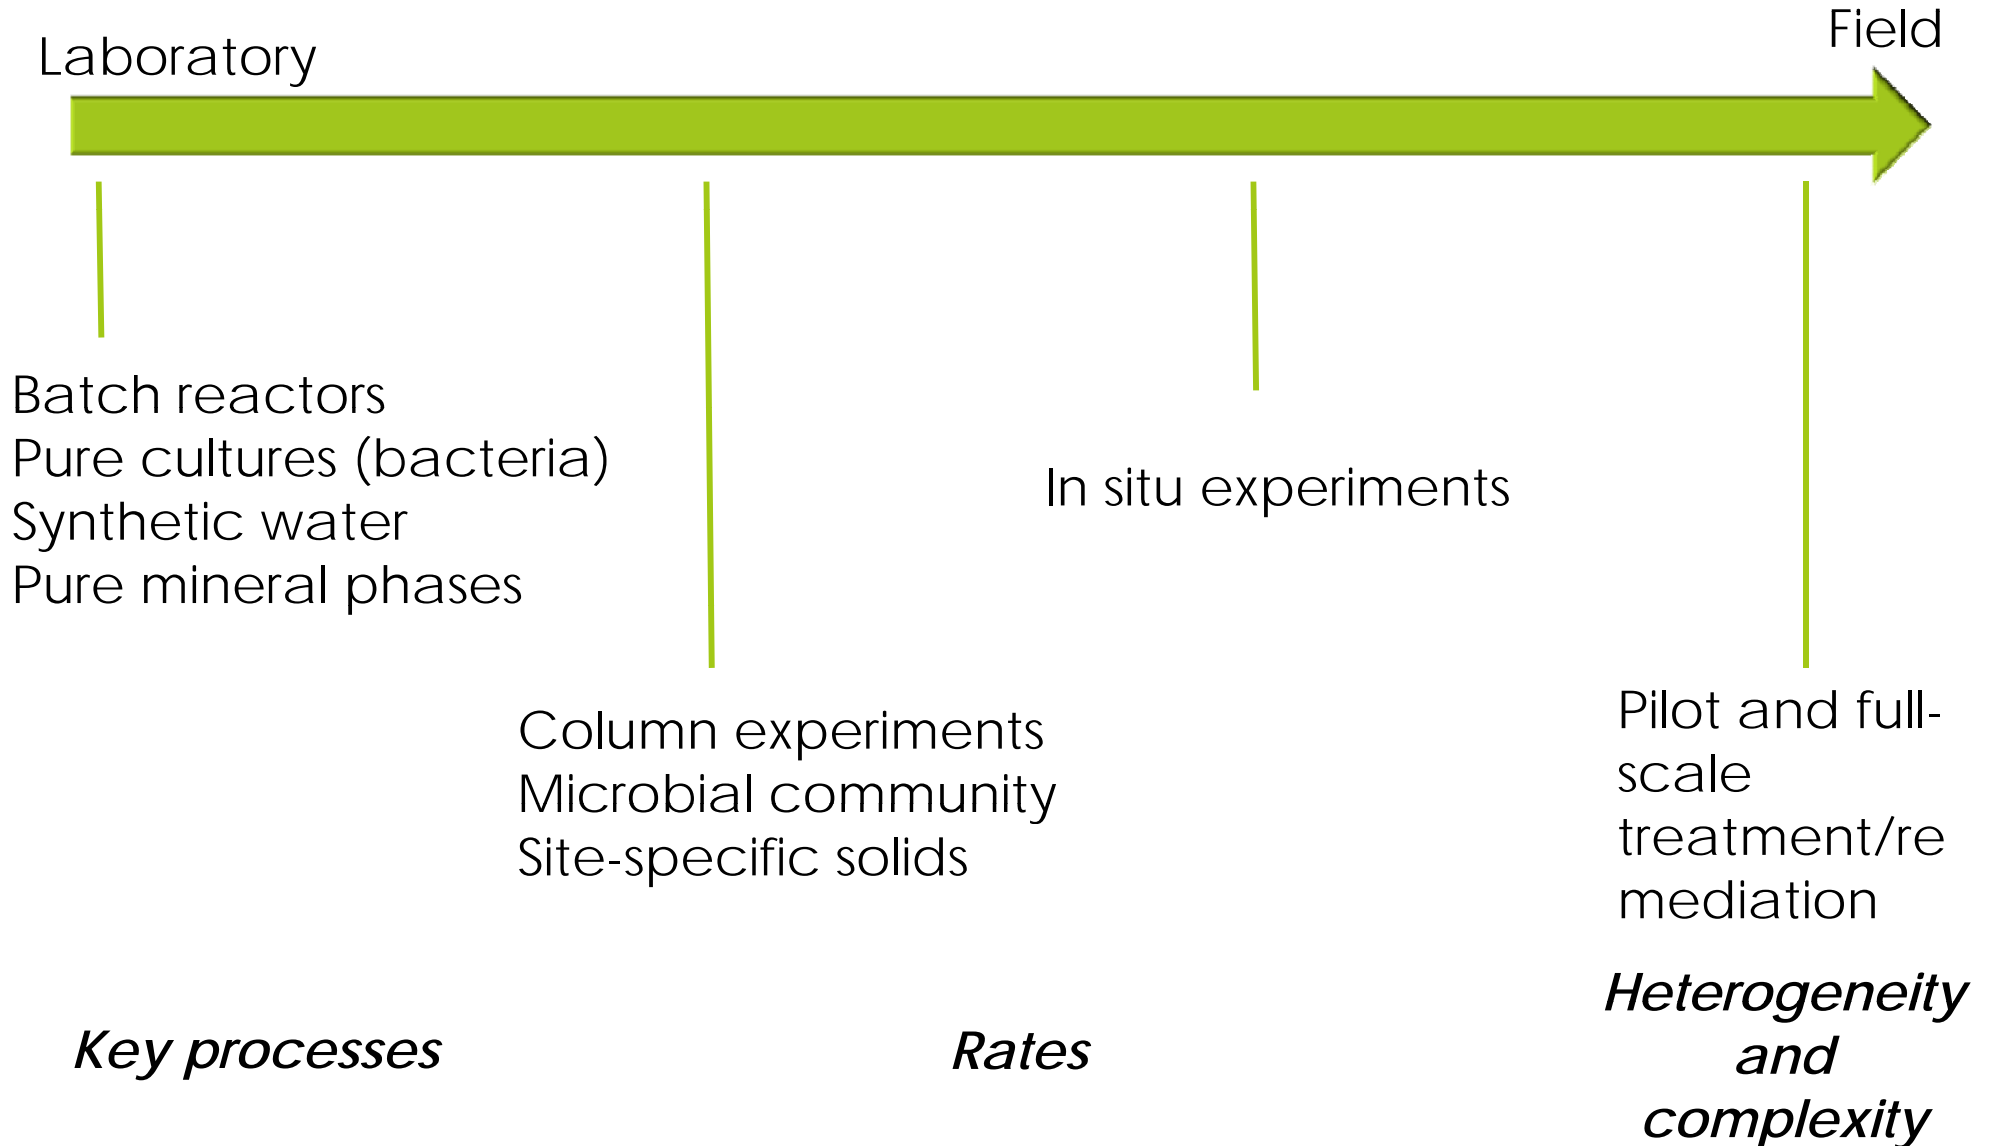 Laboratory
Field
Batch reactors
Pure cultures (bacteria)
Synthetic water
Pure mineral phases
In situ experiments
Column experiments
Microbial community
Site-specific solids
Pilot and full-
scale
treatment/re
mediation
Key processes
Rates
Heterogeneity
and
complexity